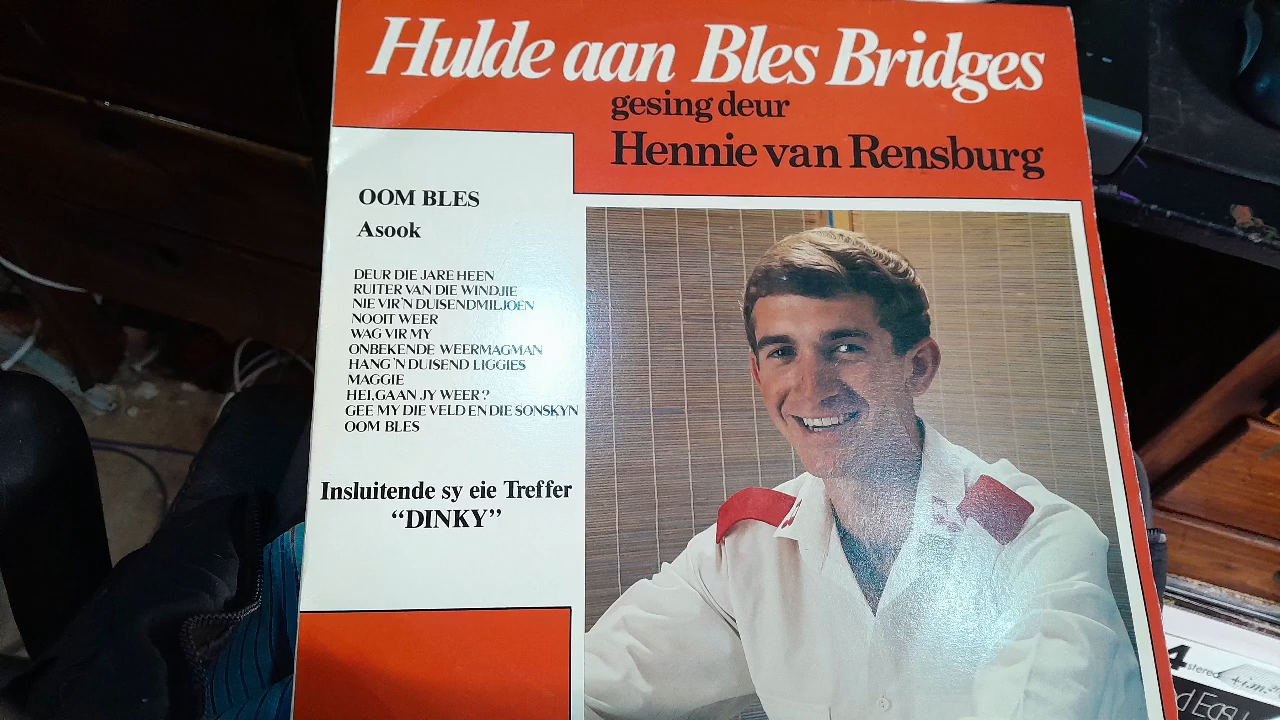 Hulde aan Bles Bridges
gesing deur
Hennie van Rensburg
OOM BLES
Asook
DEUR DIE JARE HEEN
RUITER VAN DIE WINDJIE
NIE VIR'N DUISENDMILJOEN
NOOIT WEER
WAG VIR MY
ONBEKENDE WEERMAGMAN
HANG'N DUISEND LIGGIES
MAGGIE
HEI, GAAN JY WEER?
GEE MY DIE VELD EN DIE SONSKYN
OOM BLES
Insluitende sy eie Treffer
“DINKY”
4 stereo